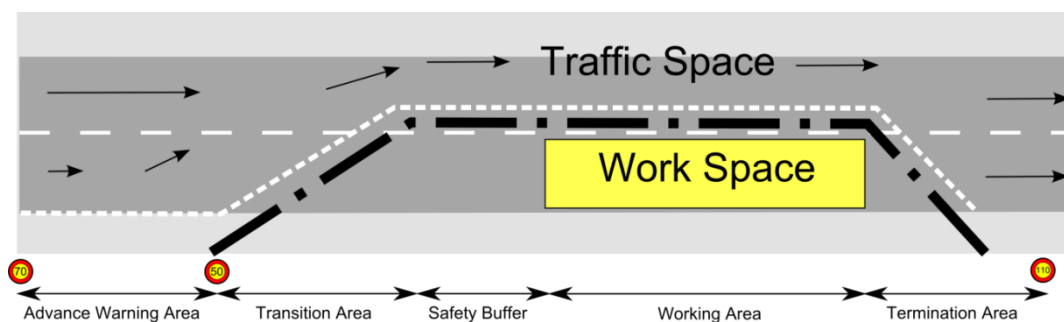 Traffic Space
Work Space
70
50
110
Advance Warning Area
Transition Area
Safety Buffer
Working Area
Termination Area